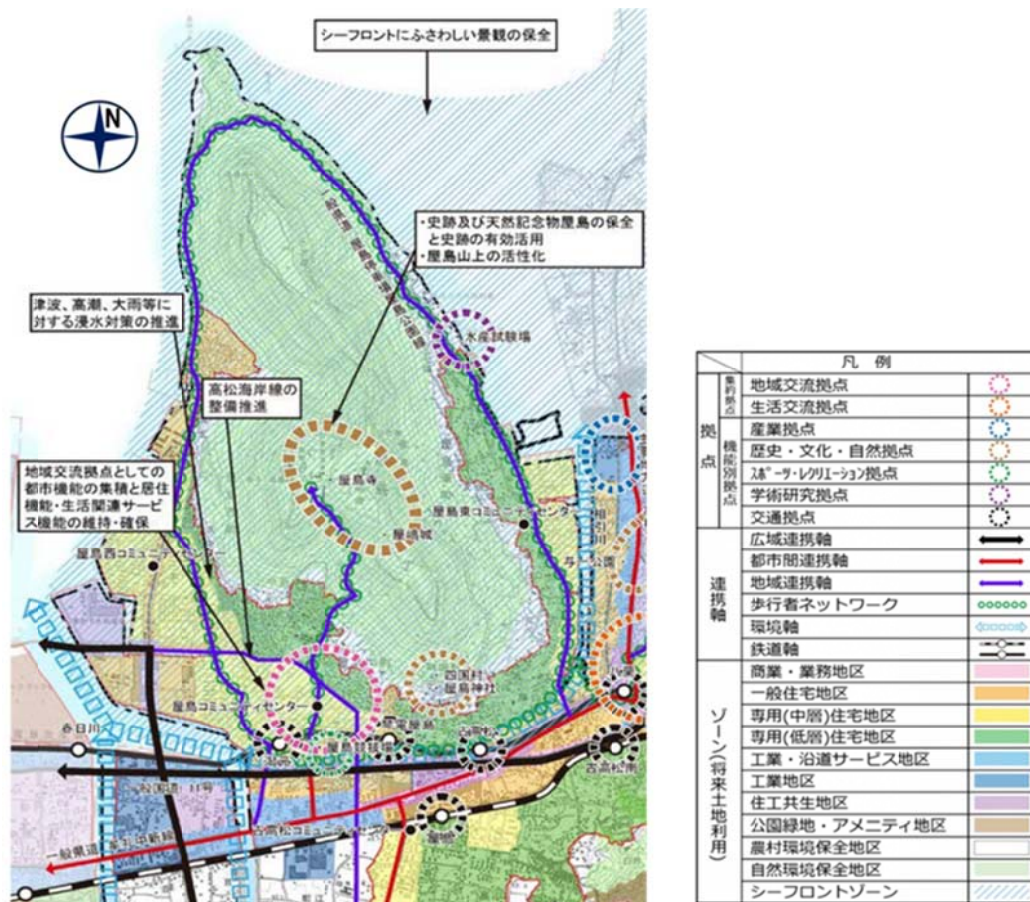 シーフロントにふさわしい景観の保全
N
・史跡及び天然記念物屋島の保全
と史跡の有効活用
・屋島山上の活性化
津波、高潮、大雨等に
対する浸水対策の推進
水産試験場
高松海岸線の
整備推進
地域交流拠点としての
都市機能の集積と居住
機能・生活関連サービ
ス機能の維持・確保
屋島寺
屋嶋城
屋島東コミュニティセンター
相引川
屋島西コミュニティセンター
四国村
屋島神社
屋島コミュニティセンター
春日川
潟元
屋島競技場
古高松南
古高松コミュニティセンター
屋島
凡 例
拠点
集約拠点
地域交流拠点
生活交流拠点
機能別拠点
産業拠点
歴史・文化・自然拠点
スポーツ・レクリエーション拠点
学術研究拠点
交通拠点
連携軸
広域連携軸
都市間連携軸
地域連携軸
歩行者ネットワーク
環境軸
鉄道軸
ゾーン(将来土地利用)
商業・業務地区
一般住宅地区
専用(中層)住宅地区
専用(低層)住宅地区
工業・沿道サービス地区
工業地区
住工共生地区
公園緑地・アメニティ地区
農村環境保全地区
自然環境保全地区
シーフロントゾーン